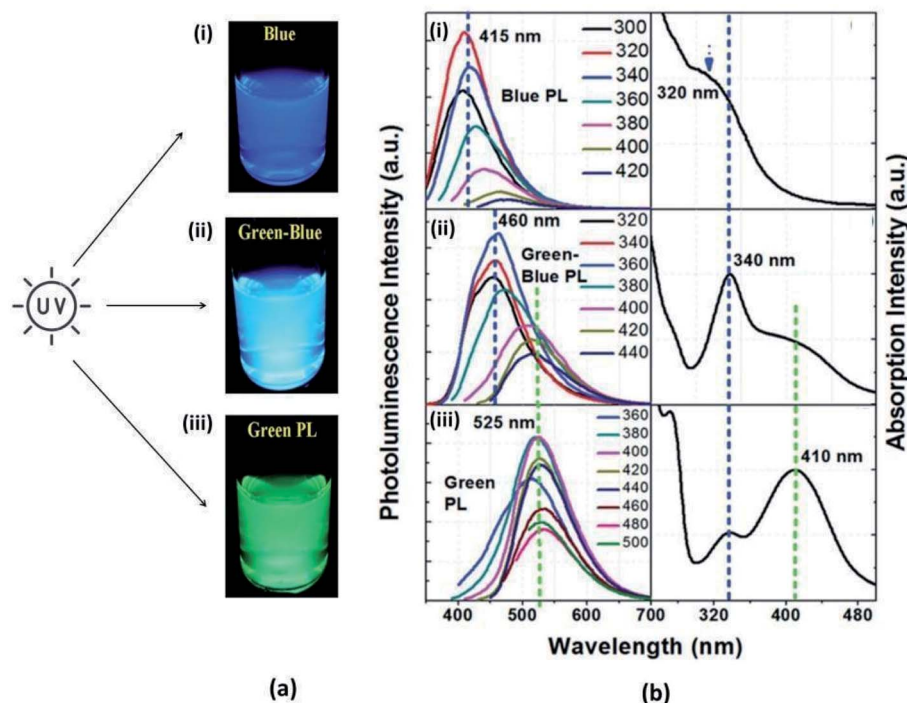 (i)
Blue
(ii)
Green-Blue
UV
(iii)
Green PL
(a)
Photoluminescence Intensity (a.u.)
(i)
415 nm
Blue PL
300
320
340
360
380
400
420
320 nm
(i)
(ii)
460 nm
Green-
Blue PL
320
340
360
380
400
420
440
340 nm
(iii)
525 nm
Green
PL
360
380
400
420
440
460
480
500
410 nm
Absorption Intensity (a.u.)
400
500
600
700
320
400
480
Wavelength (nm)
(b)